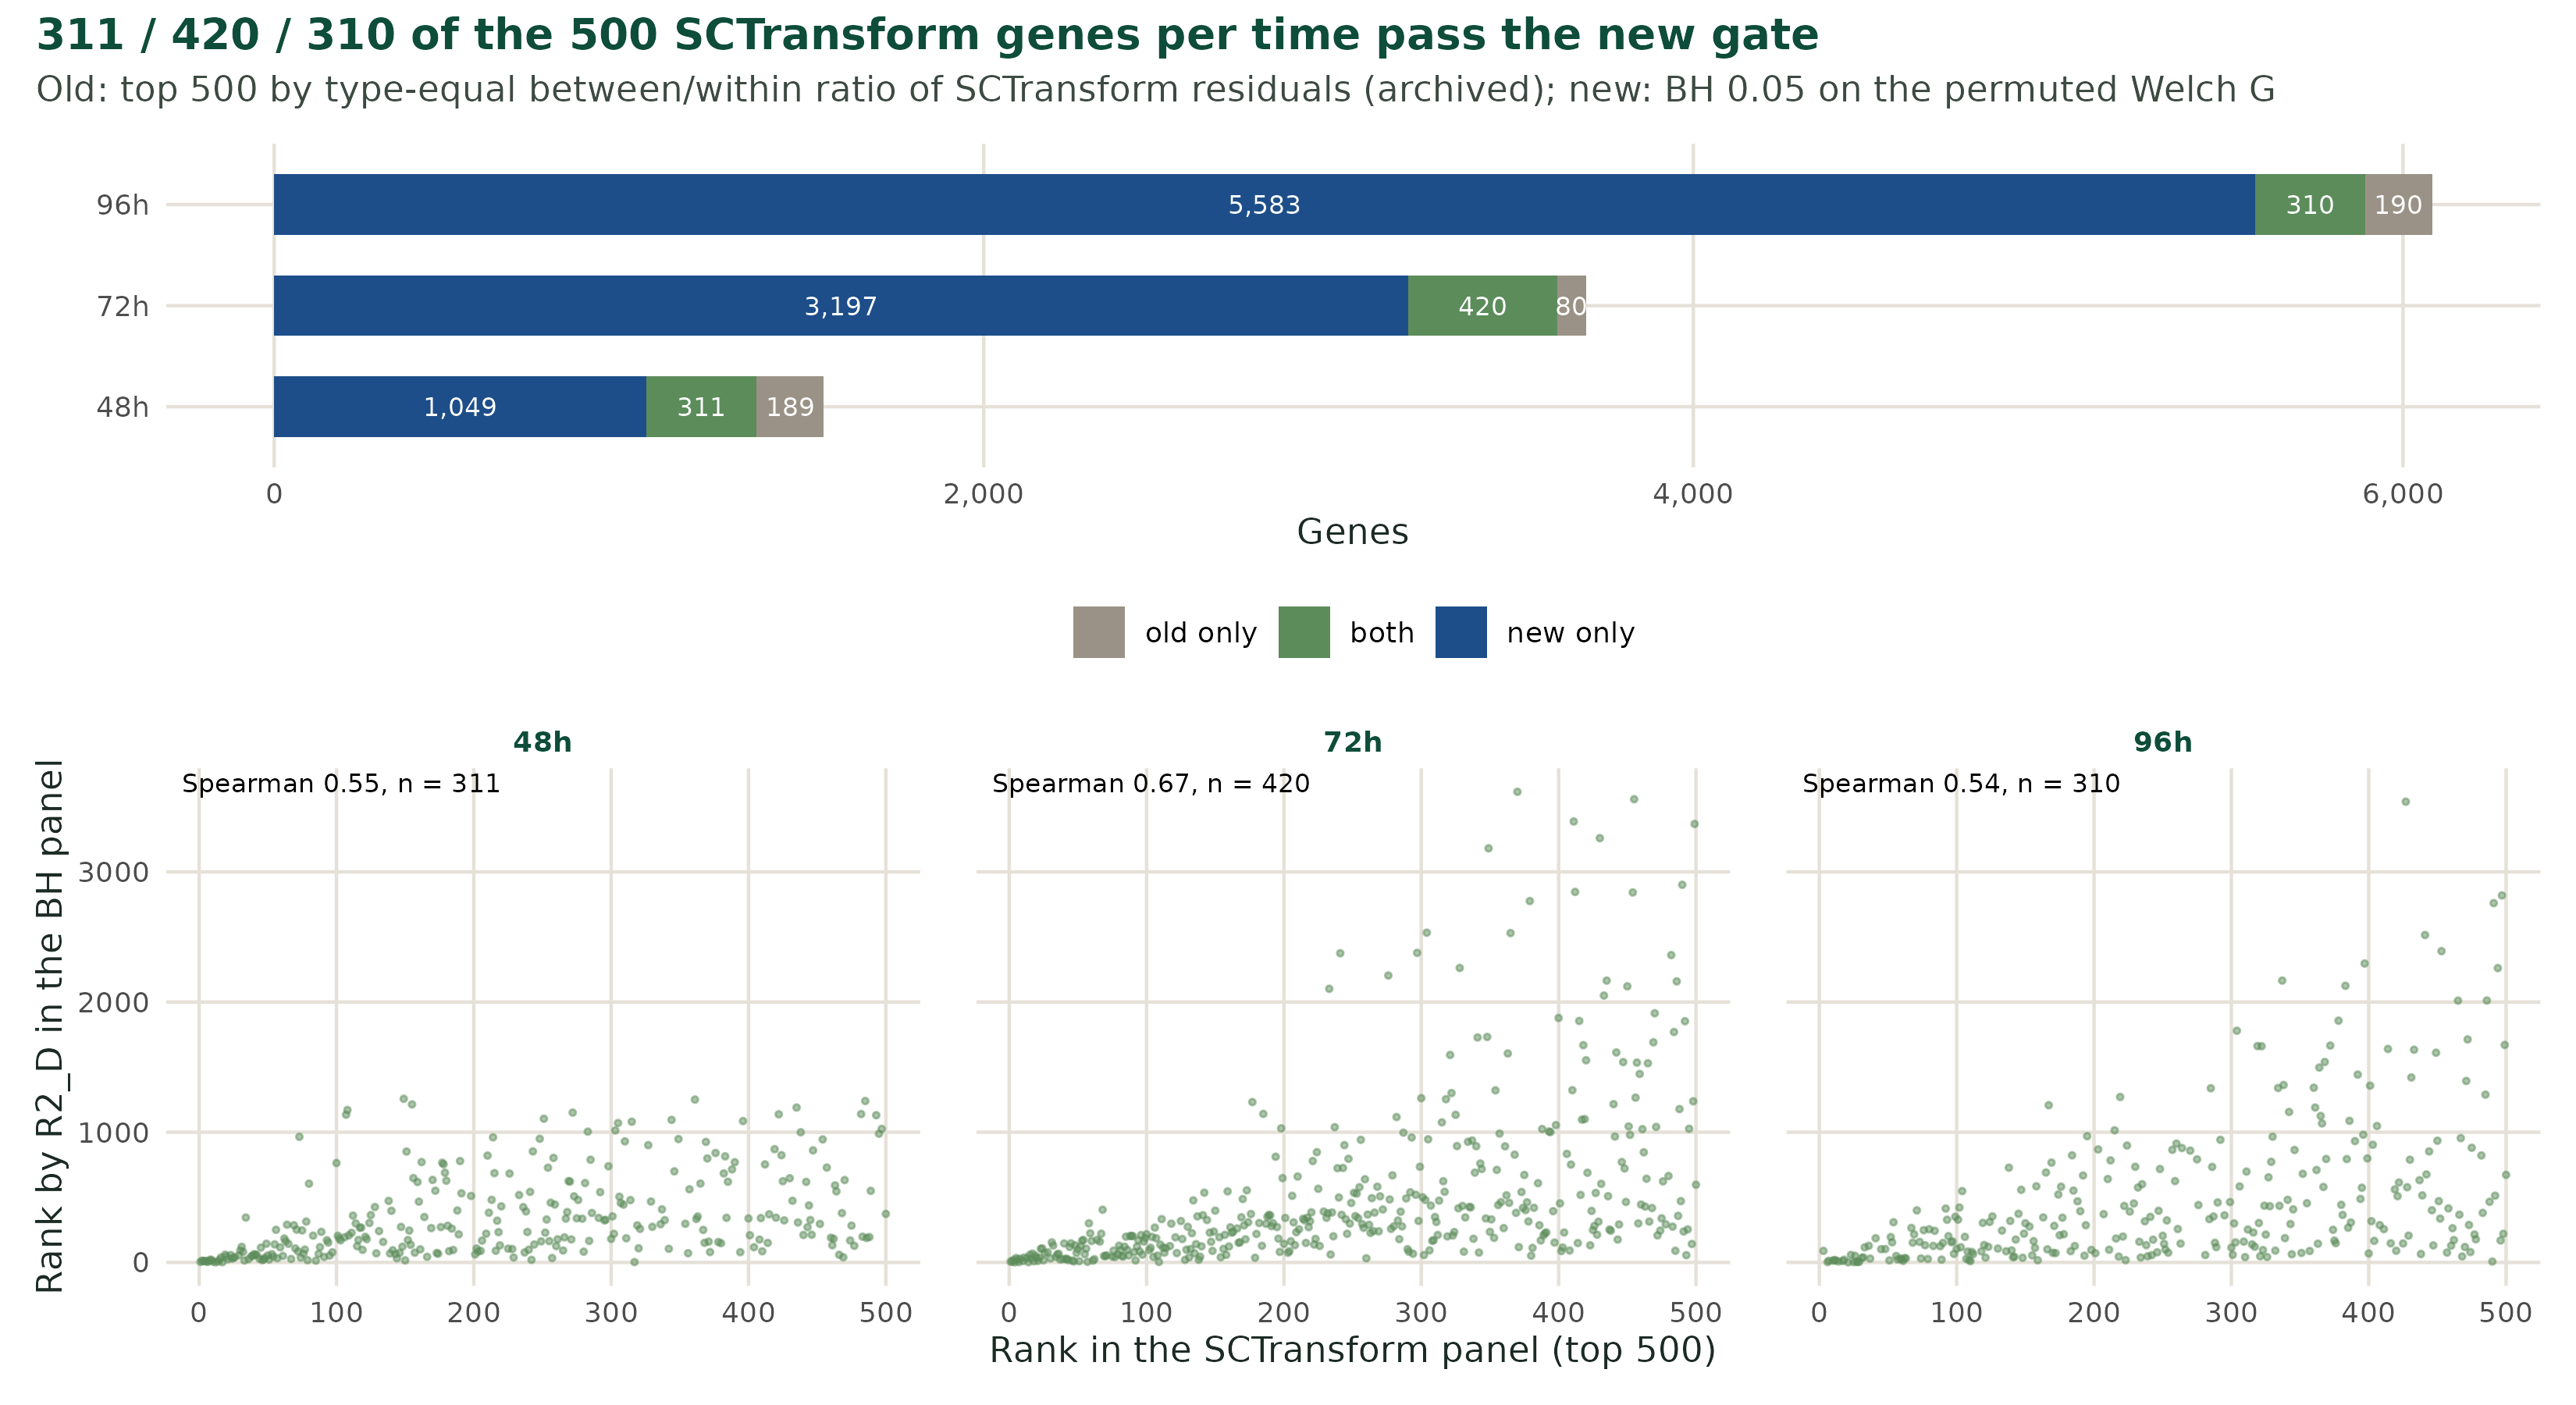 311 / 420 / 310 of the 500 SCTransform genes per time pass the new gate
Old: top 500 by type-equal between/within ratio of SCTransform residuals (archived); new: BH 0.05 on the permuted Welch G
96h
5,583
310
190
72h
3,197
420
80
48h
1,049
311
189
0
2,000
4,000
6,000
Genes
old only
both
new only
48h
72h
96h
Spearman 0.55, n = 311
Spearman 0.67, n = 420
Spearman 0.54, n = 310
Rank by R2_D in the BH panel
3000
2000
1000
0
0 100 200 300 400 500
0 100 200 300 400 500
0 100 200 300 400 500
Rank in the SCTransform panel (top 500)